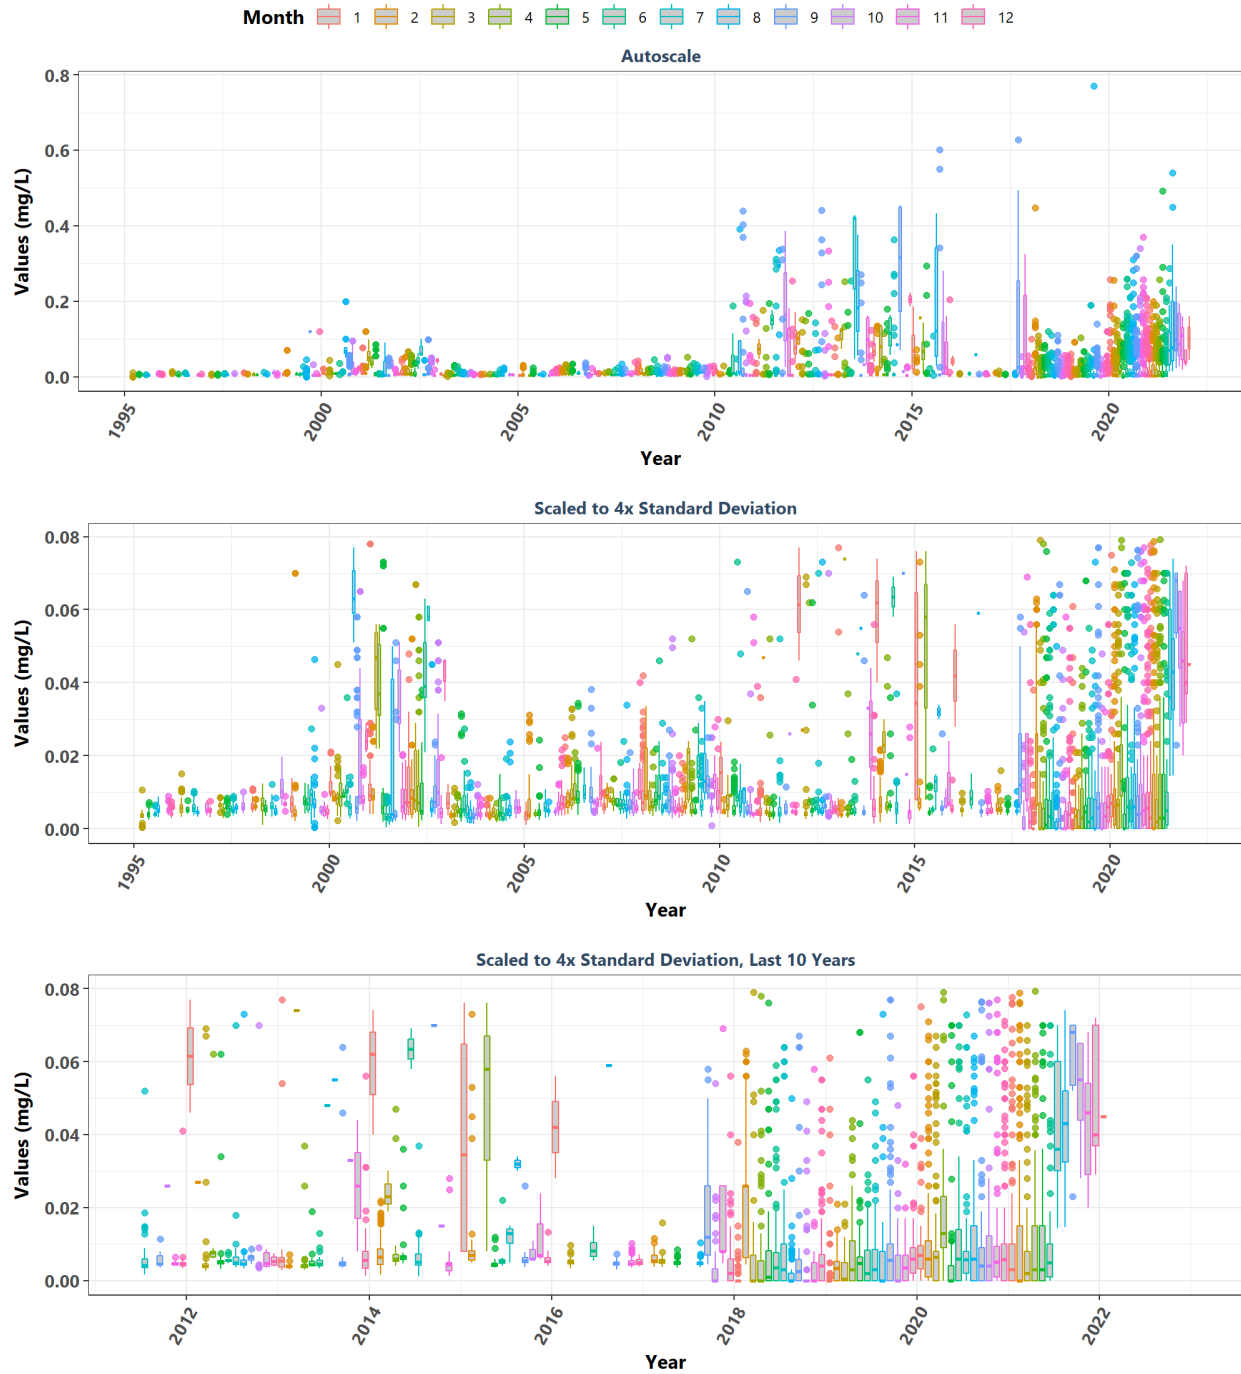 Month 1 2 3 4 5 6 7 8 9 10 11 12
Autoscale
Values (mg/L)
0.8
0.6
0.4
0.2
0.0
1995 2000 2005 2010 2015 2020
Year
Scaled to 4x Standard Deviation
Values (mg/L)
0.08
0.06
0.04
0.02
0.00
1995 2000 2005 2010 2015 2020
Year
Scaled to 4x Standard Deviation, Last 10 Years
Values (mg/L)
0.08
0.06
0.04
0.02
0.00
2012 2014 2016 2018 2020 2022
Year